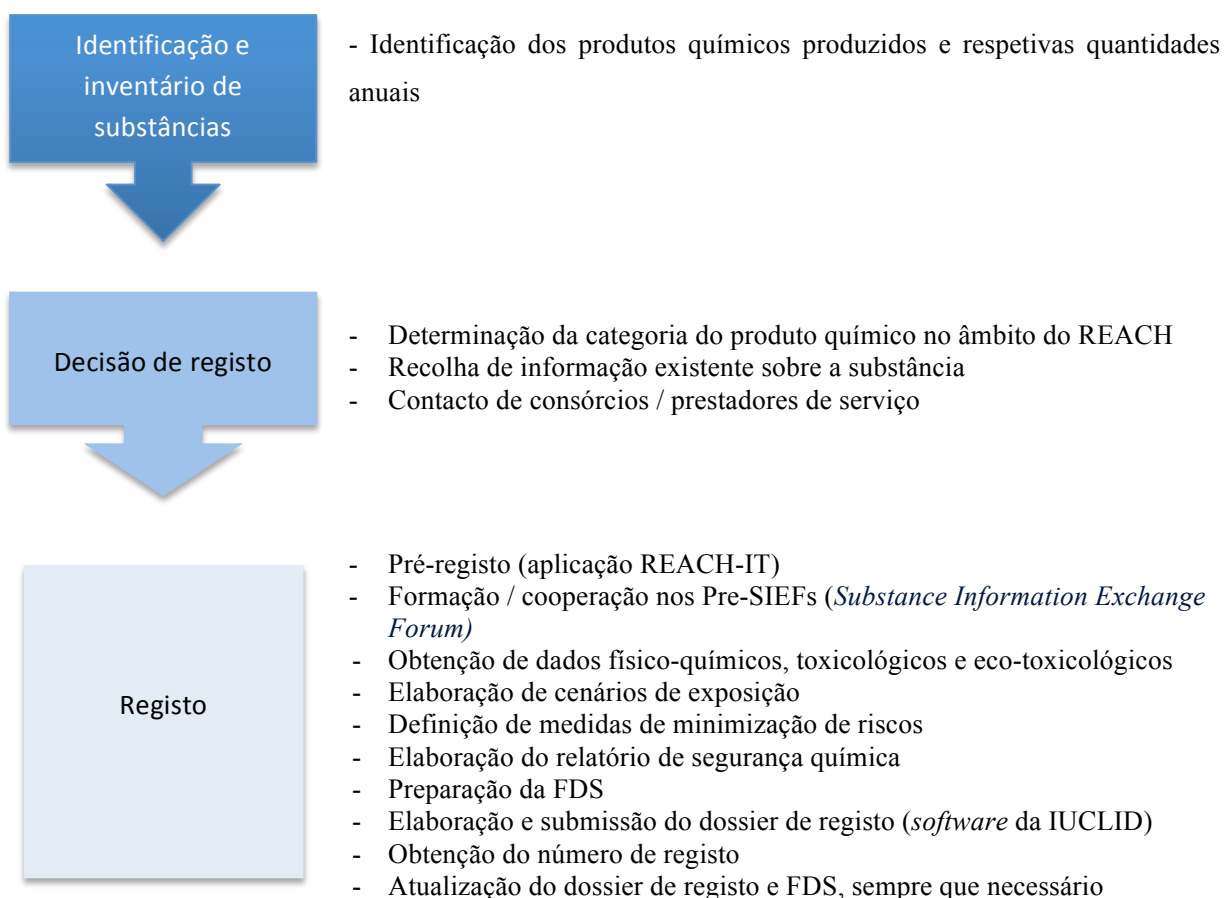 Identificação e
inventário de
substâncias
- Identificação dos produtos químicos produzidos e respetivas quantidades
anuais
Decisão de registo
- Determinação da categoria do produto químico no âmbito do REACH
- Recolha de informação existente sobre a substância
- Contacto de consórcios / prestadores de serviço
Registo
- Pré-registo (aplicação REACH-IT)
- Formação / cooperação nos Pre-SIEFs (Substance Information Exchange
Forum)
- Obtenção de dados físico-químicos, toxicológicos e eco-toxicológicos
- Elaboração de cenários de exposição
- Definição de medidas de minimização de riscos
- Elaboração do relatório de segurança química
- Preparação da FDS
- Elaboração e submissão do dossier de registo (software da IUCLID)
- Obtenção do número de registo
- Atualização do dossier de registo e FDS, sempre que necessário